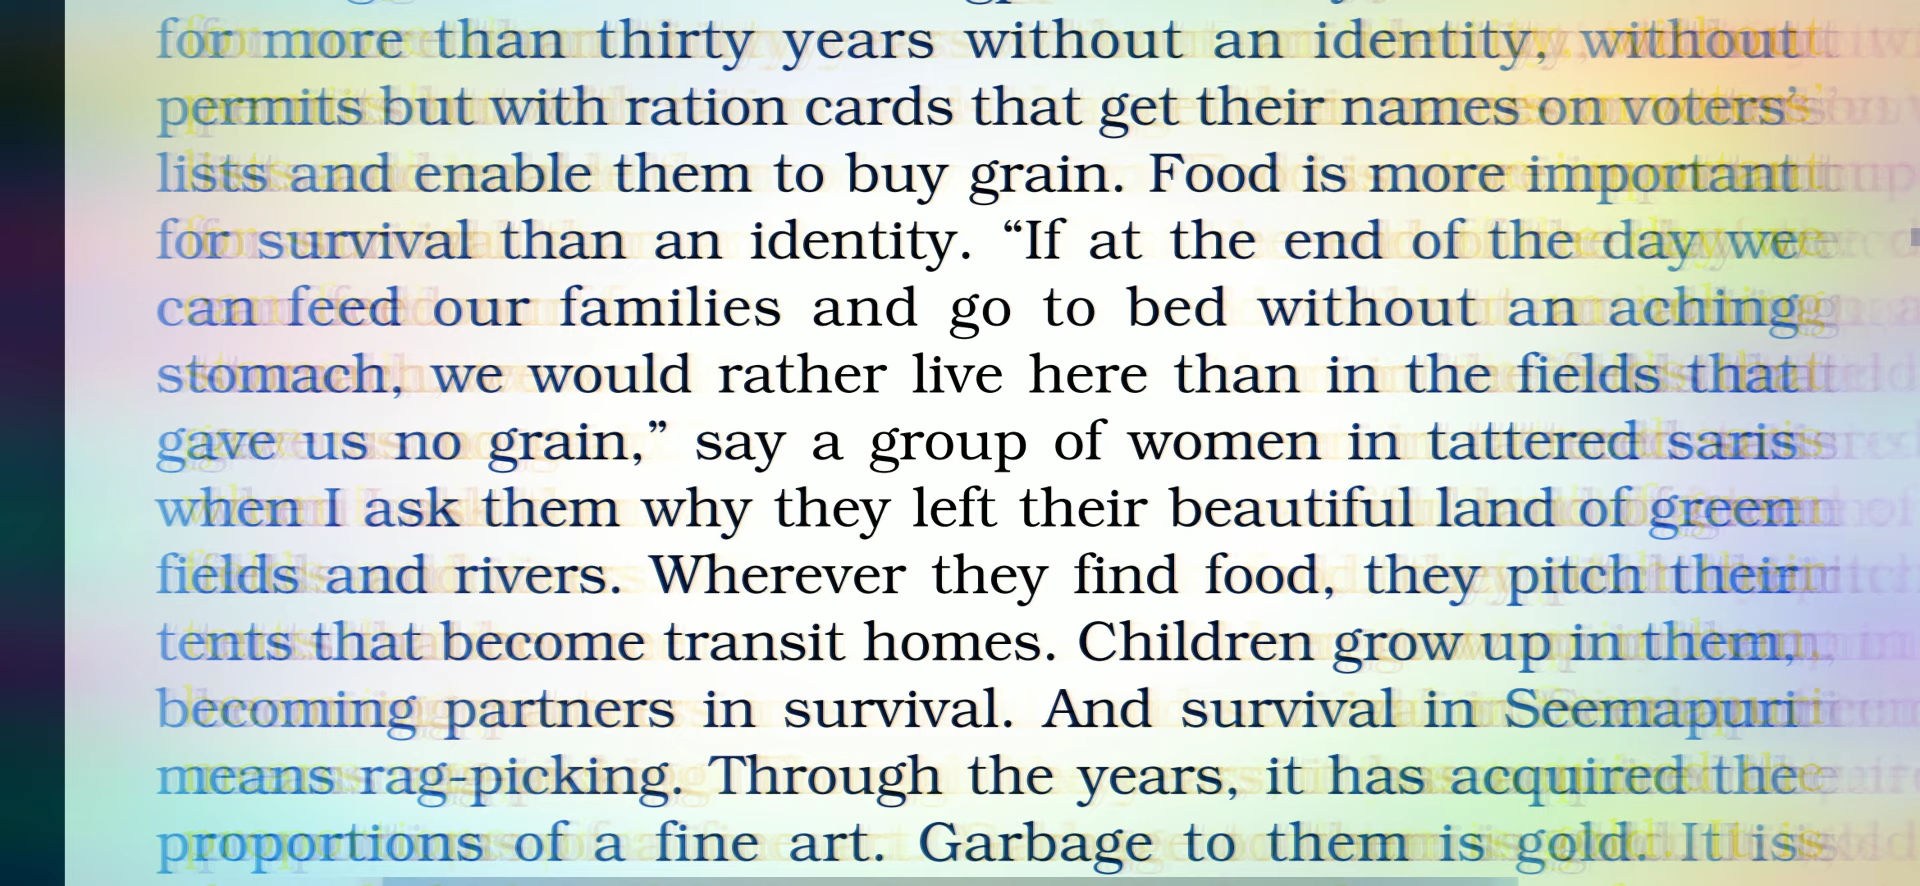 for more than thirty years without an identity, without
permits but with ration cards that get their names on voters’
lists and enable them to buy grain. Food is more important
for survival than an identity. “If at the end of the day we
can feed our families and go to bed without an aching
stomach, we would rather live here than in the fields that
gave us no grain,” say a group of women in tattered saris
when I ask them why they left their beautiful land of green
fields and rivers. Wherever they find food, they pitch their
tents that become transit homes. Children grow up in them,
becoming partners in survival. And survival in Seemapuri
means rag-picking. Through the years, it has acquired the
proportions of a fine art. Garbage to them is gold. It is